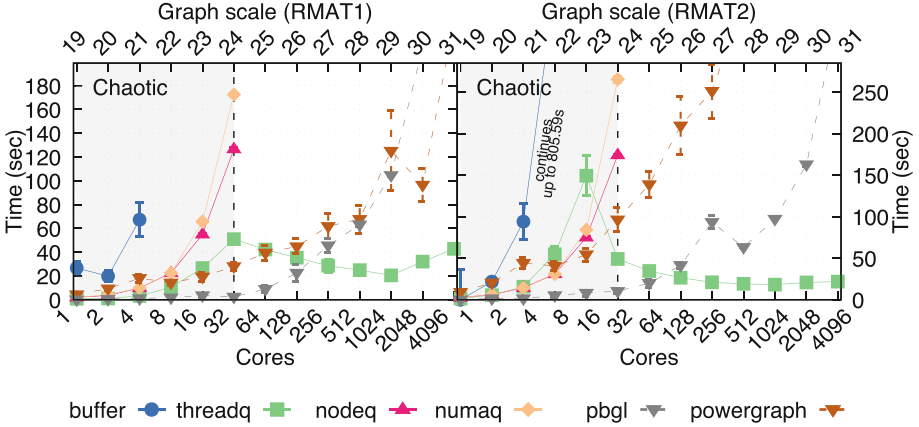 Graph scale (RMAT1)
Graph scale (RMAT2)
19 20 21 22 23 24 25 26 27 28 29 30 31
19 20 21 22 23 24 25 26 27 28 29 30 31
Chaotic
Chaotic
continues
up to 805.59s
Time (sec)
180
160
140
120
100
80
60
40
20
0
Time (sec)
250
200
150
100
50
0
1 2 4 8 16 32 64 128 256 512 1024 2048 4096
1 2 4 8 16 32 64 128 256 512 1024 2048 4096
Cores
Cores
buffer threadq nodeq numaq pbgl powergraph